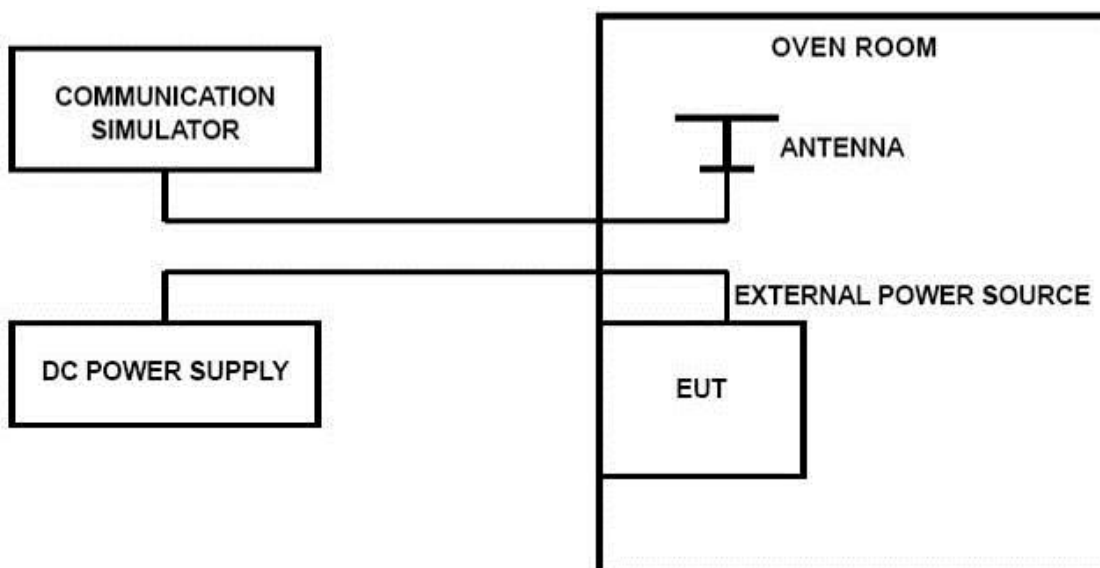 OVEN ROOM
COMMUNICATION
SIMULATOR
ANTENNA
EXTERNAL POWER SOURCE
DC POWER SUPPLY
EUT